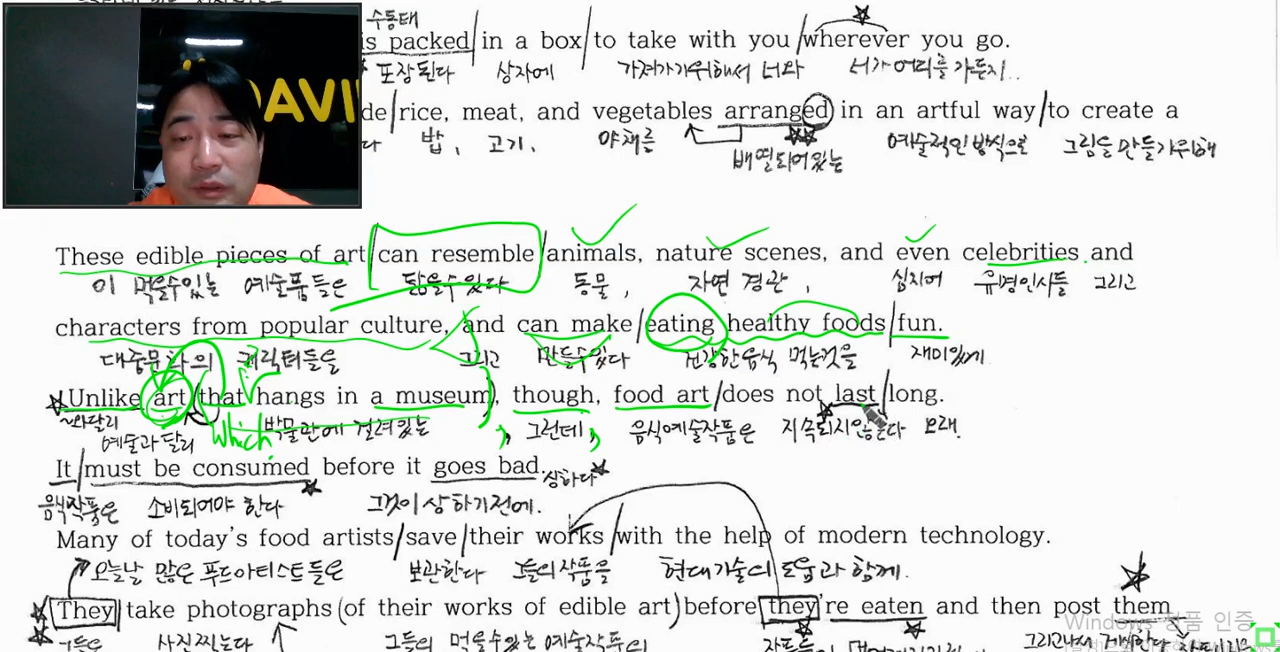 수동태
is packed in a box to take with you wherever you go.
포장된다 상자에 가져가기위해서 너와 너가 어디를 가든지..
DAVI
de rice, meat, and vegetables arranged in an artful way to create a
다 밥, 고기, 야채를 배열되어있는 예술적인 방식으로 그림을 만들기위해
These edible pieces of art can resemble animals, nature scenes, and even celebrities and
이 먹을수있는 예술품들은 닮을수있다 동물, 자연 경관, 심지어 유명인사들 그리고
characters from popular culture, and can make eating healthy foods fun.
대중문화의 캐릭터들을 그리고 만들수있다 건강한음식 먹는것을 재미있게
Unlike art (that hangs in a museum), though, food art does not last long.
~와달리 예술과 달리 which 박물관에 걸려있는 , 그런데, 음식예술작품은 지속되지않는다 오래.
It must be consumed before it goes bad. 상하다
음식작품은 소비되어야 한다 그것이 상하기전에.
Many of today's food artists save their works with the help of modern technology.
오늘날 많은 푸드아티스트들은 보관한다 그들의작품을 현대기술의 도움과 함께.
They take photographs (of their works of edible art) before they're eaten and then post them
Windows 정품 인증
그들은 사진찍는다 그들의 먹을수있는 예술작품의